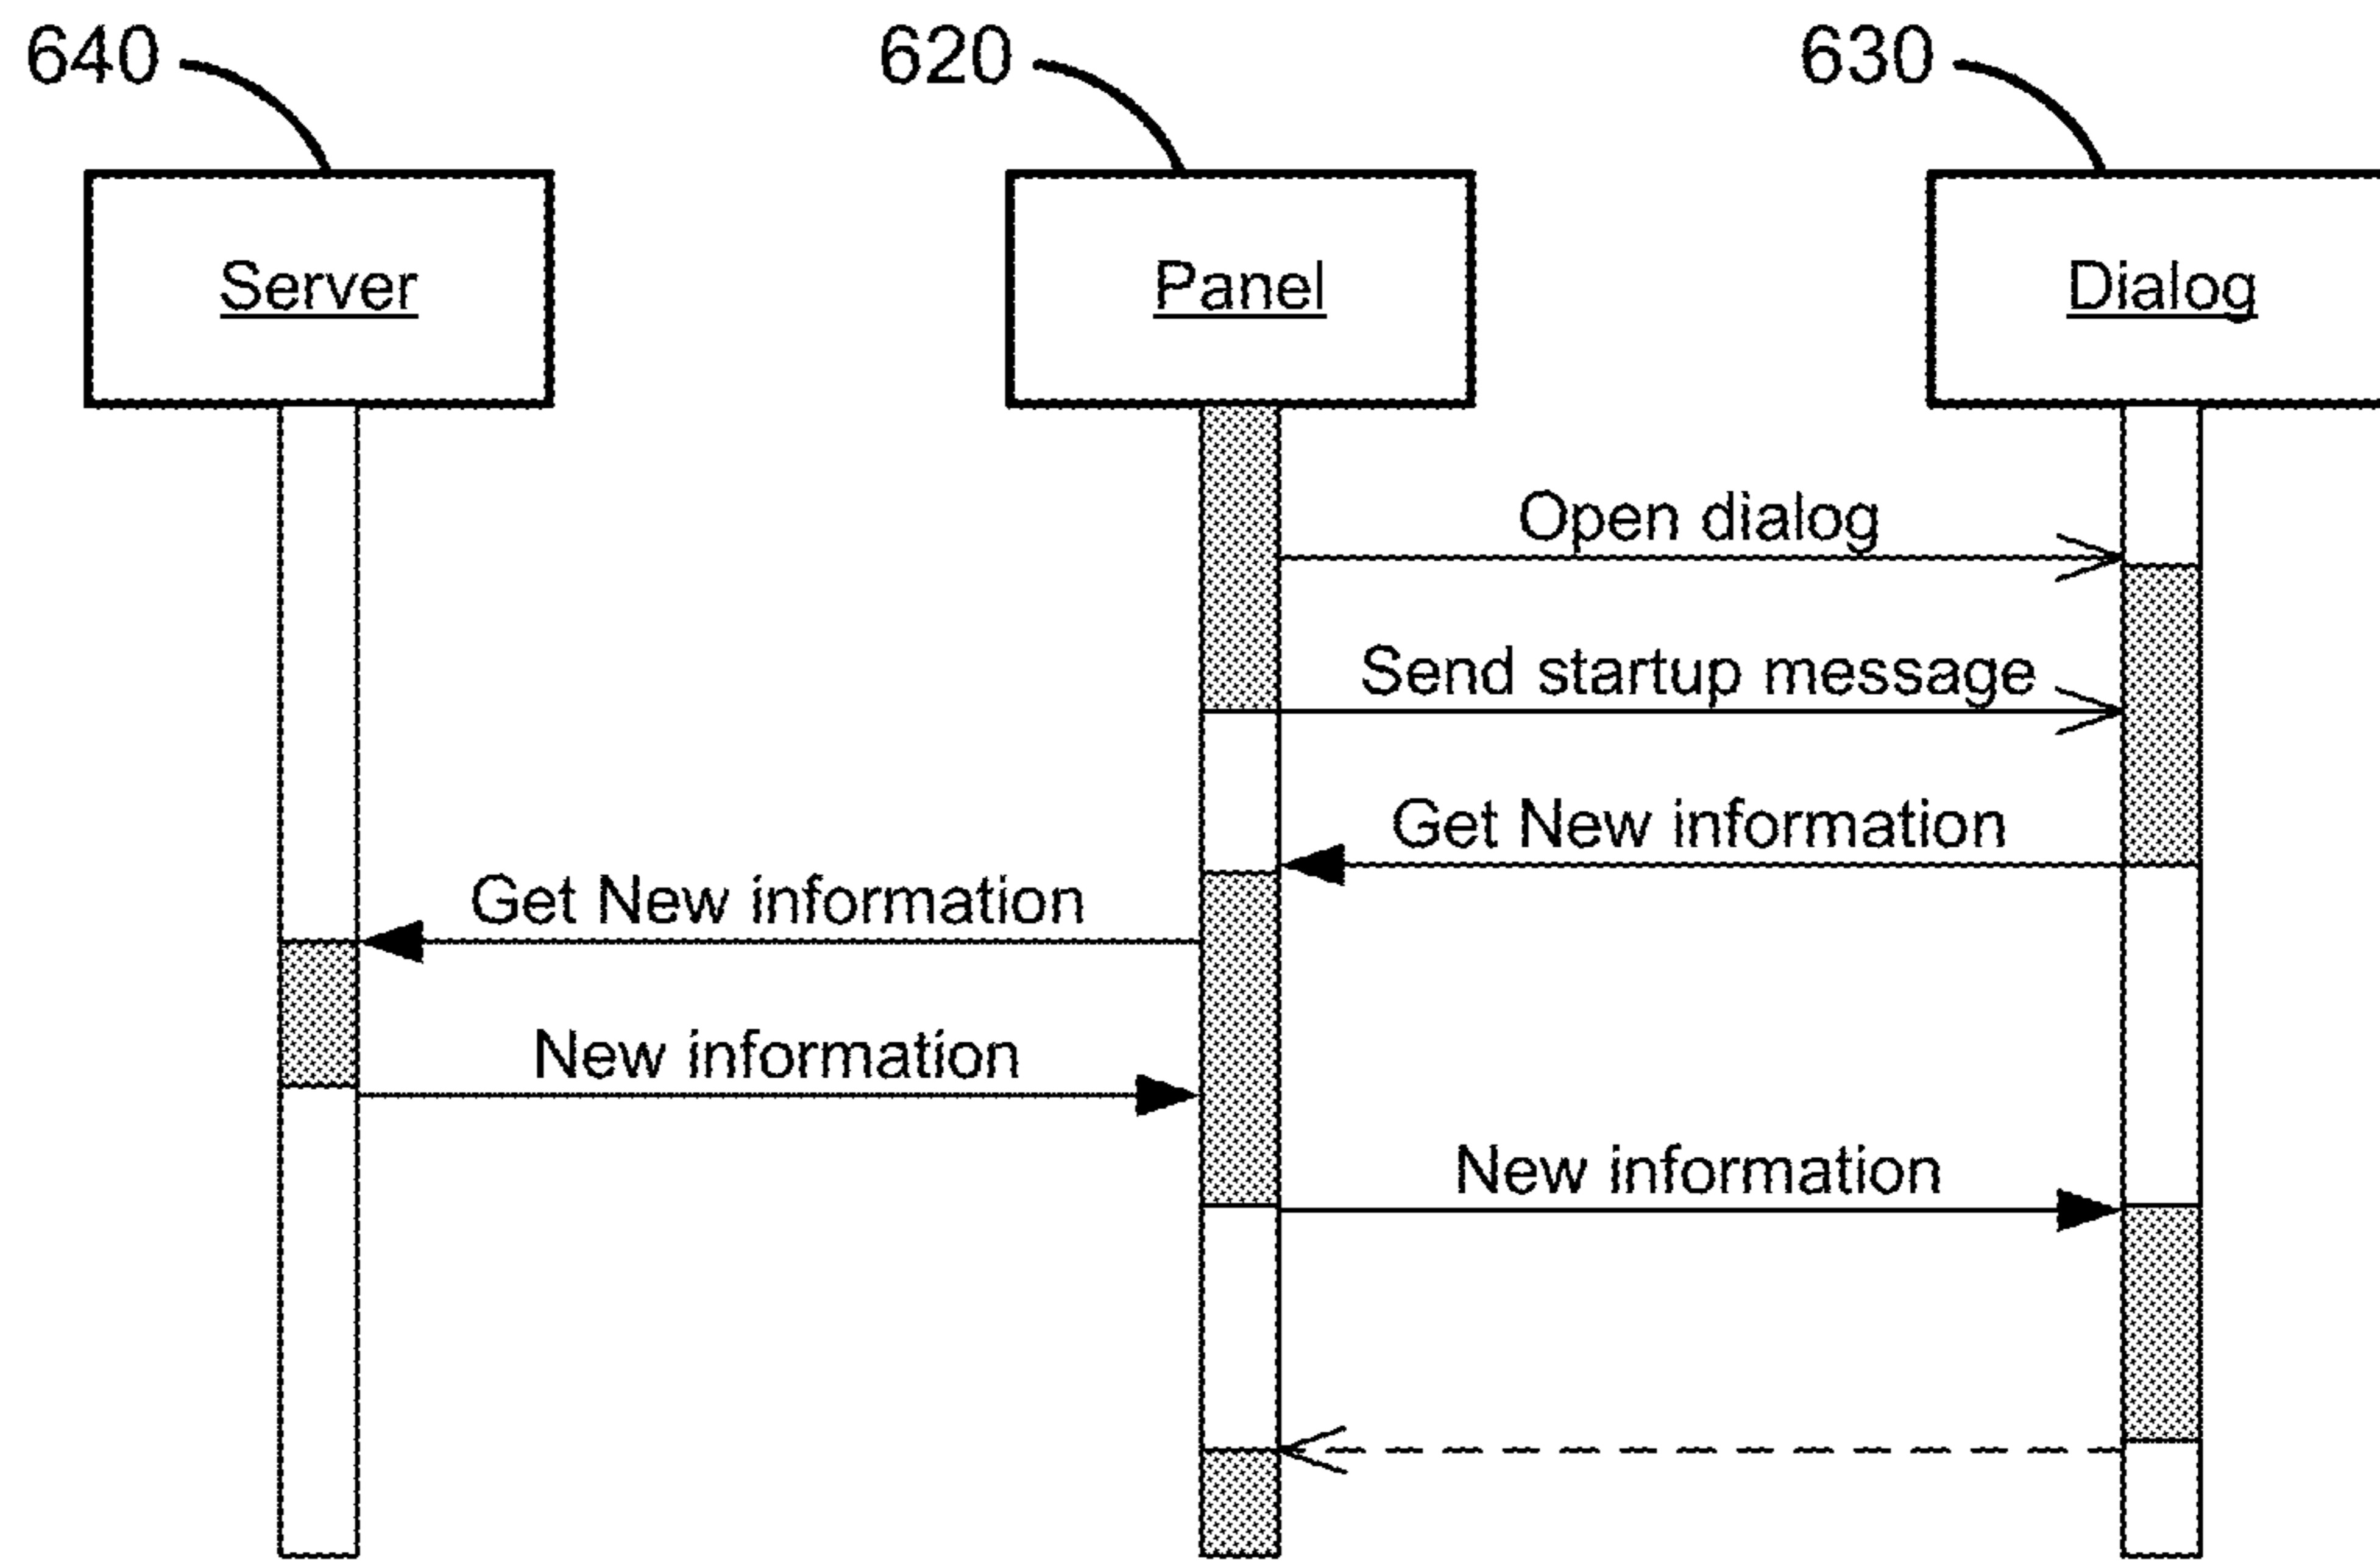 640
620
630
Server
Panel
Dialog
Open dialog
Send startup message
Get New information
Get New information
New information
New information